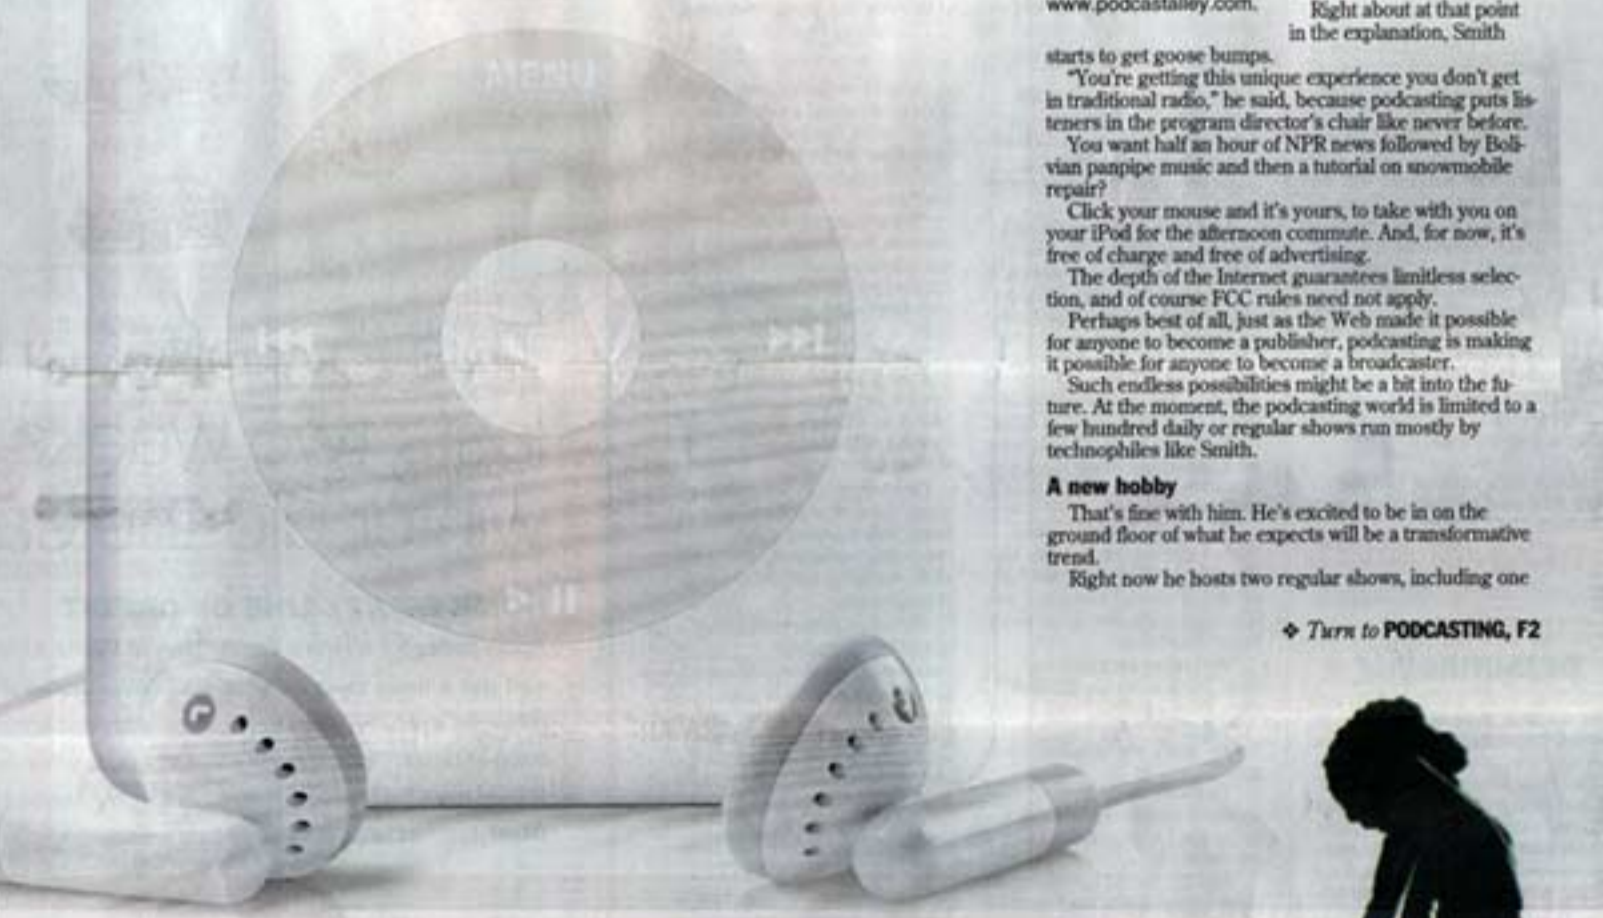 www.podcastalley.com.
Right about at that point
in the explanation, Smith
starts to get goose bumps.
"You're getting this unique experience you don't get
in traditional radio," he said, because podcasting puts lis-
teners in the program director's chair like never before.
You want half an hour of NPR news followed by Boli-
vian panpipe music and then a tutorial on snowmobile
repair?
Click your mouse and it's yours, to take with you on
your iPod for the afternoon commute. And, for now, it's
free of charge and free of advertising.
The depth of the Internet guarantees limitless selec-
tion, and of course FCC rules need not apply.
Perhaps best of all, just as the Web made it possible
for anyone to become a publisher, podcasting is making
it possible for anyone to become a broadcaster.
Such endless possibilities might be a bit into the fu-
ture. At the moment, the podcasting world is limited to a
few hundred daily or regular shows run mostly by
technophiles like Smith.
A new hobby
That's fine with him. He's excited to be in on the
ground floor of what he expects will be a transformative
trend.
Right now he hosts two regular shows, including one
❖ Turn to PODCASTING, F2
L